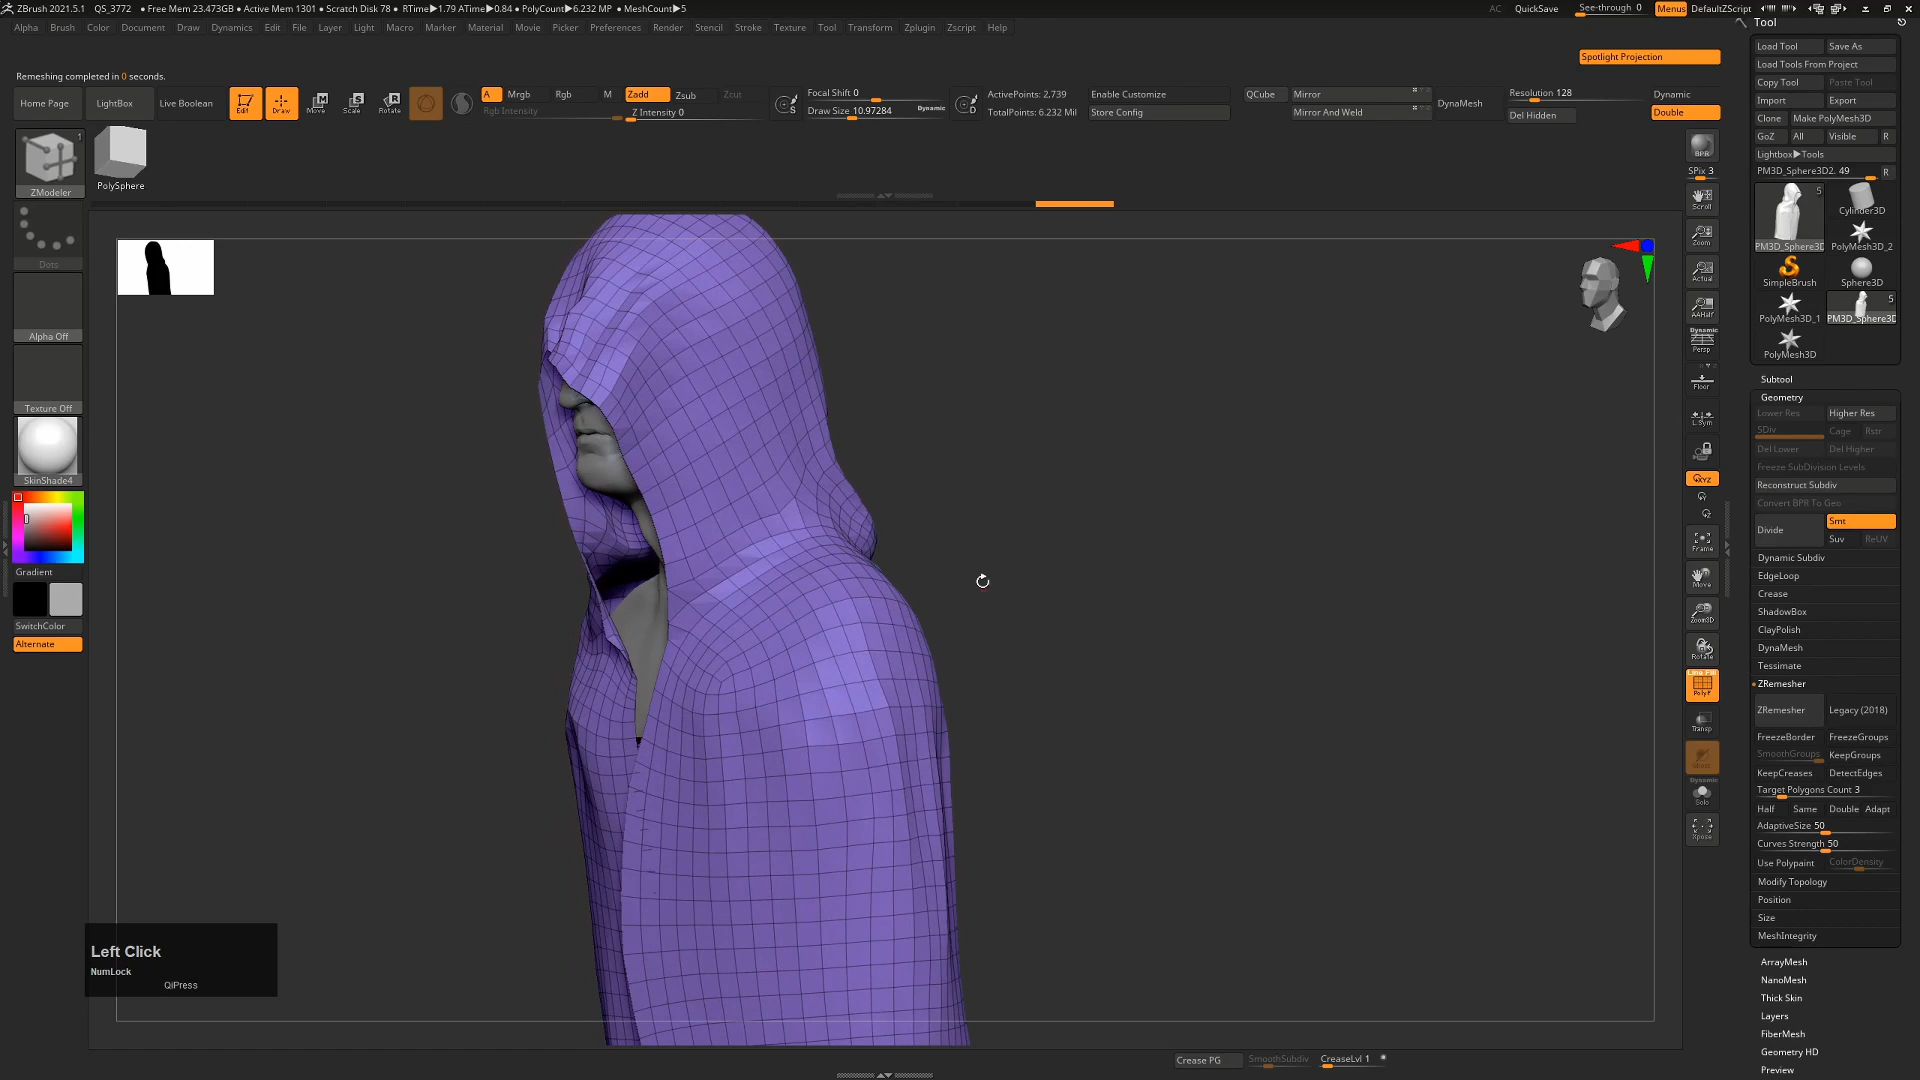 ZBrush 2021.5.1 QS_3772 • Free Mem 23.473GB • Active Mem 1301 • Scratch Disk 78 • RTime▶1.79 ATime▶0.84 • PolyCount▶6.232 MP • MeshCount▶5
AC QuickSave See-through 0 Menus DefaultZScript
Alpha Brush Color Document Draw Dynamics Edit File Layer Light Macro Marker Material Movie Picker Preferences Render Stencil Stroke Texture Tool Transform Zplugin Zscript Help
Spotlight Projection
Remeshing completed in 0 seconds.
Home Page LightBox Live Boolean Edit Draw Move Scale Rotate
A Mrgb Rgb M Zadd Zsub Zcut
Rgb Intensity Z Intensity 0
S Focal Shift 0
Draw Size 10.97284 Dynamic D
ActivePoints: 2,739
TotalPoints: 6.232 Mil
Enable Customize
Store Config
QCube Mirror
Mirror And Weld
DynaMesh
Resolution 128
Del Hidden
Dynamic
Double
1
ZModeler
PolySphere
Dots
Alpha Off
Texture Off
SkinShade4
Gradient
SwitchColor
Alternate
Left Click
NumLock
QiPress
Crease PG SmoothSubdiv CreaseLvl 1
BPR
SPix 3
Scroll
Zoom
Actual
AAHalf
Dynamic
Persp
Floor
L.Sym
XYZ
Frame
Move
Zoom3D
Rotate
Line Fill
PolyF
Transp
Ghost
Dynamic
Solo
Xpose
Tool
Load Tool Save As
Load Tools From Project
Copy Tool Paste Tool
Import Export
Clone Make PolyMesh3D
GoZ All Visible R
Lightbox▶Tools
PM3D_Sphere3D2. 49 R
5
PM3D_Sphere3D
Cylinder3D
PolyMesh3D_2
SimpleBrush Sphere3D
5
PolyMesh3D_1 PM3D_Sphere3D
PolyMesh3D
Subtool
Geometry
Lower Res Higher Res
SDiv Cage Rstr
Del Lower Del Higher
Freeze SubDivision Levels
Reconstruct Subdiv
Convert BPR To Geo
Divide Smt
Suv ReUV
Dynamic Subdiv
EdgeLoop
Crease
ShadowBox
ClayPolish
DynaMesh
Tessimate
ZRemesher
ZRemesher Legacy (2018)
FreezeBorder FreezeGroups
SmoothGroups KeepGroups
KeepCreases DetectEdges
Target Polygons Count 3
Half Same Double Adapt
AdaptiveSize 50
Curves Strength 50
Use Polypaint ColorDensity
Modify Topology
Position
Size
MeshIntegrity
ArrayMesh
NanoMesh
Thick Skin
Layers
FiberMesh
Geometry HD
Preview